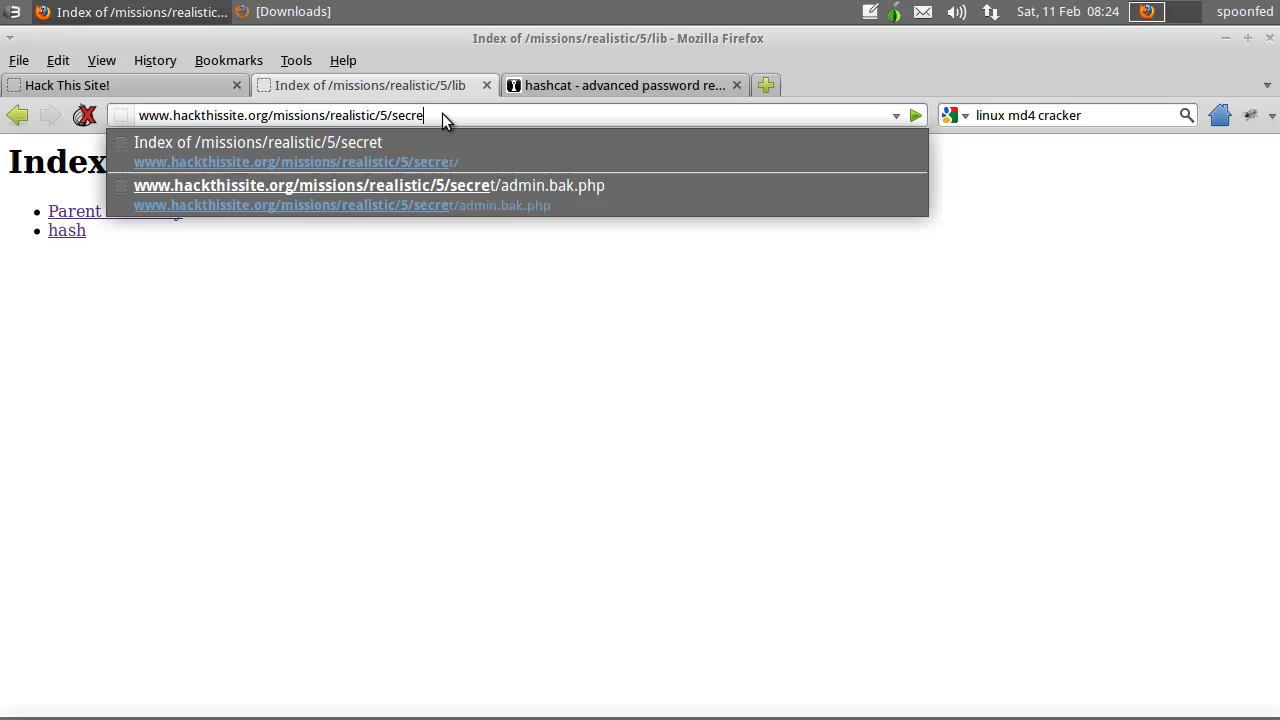 Index of /missions/realistic... [Downloads] Sat, 11 Feb 08:24 spoonfed
Index of /missions/realistic/5/lib - Mozilla Firefox
File Edit View History Bookmarks Tools Help
Hack This Site! Index of /missions/realistic/5/lib hashcat - advanced password re...
www.hackthissite.org/missions/realistic/5/secre linux md4 cracker
Index of /missions/realistic/5/secret
www.hackthissite.org/missions/realistic/5/secret/
www.hackthissite.org/missions/realistic/5/secret/admin.bak.php
www.hackthissite.org/missions/realistic/5/secret/admin.bak.php
Index
Parent
hash